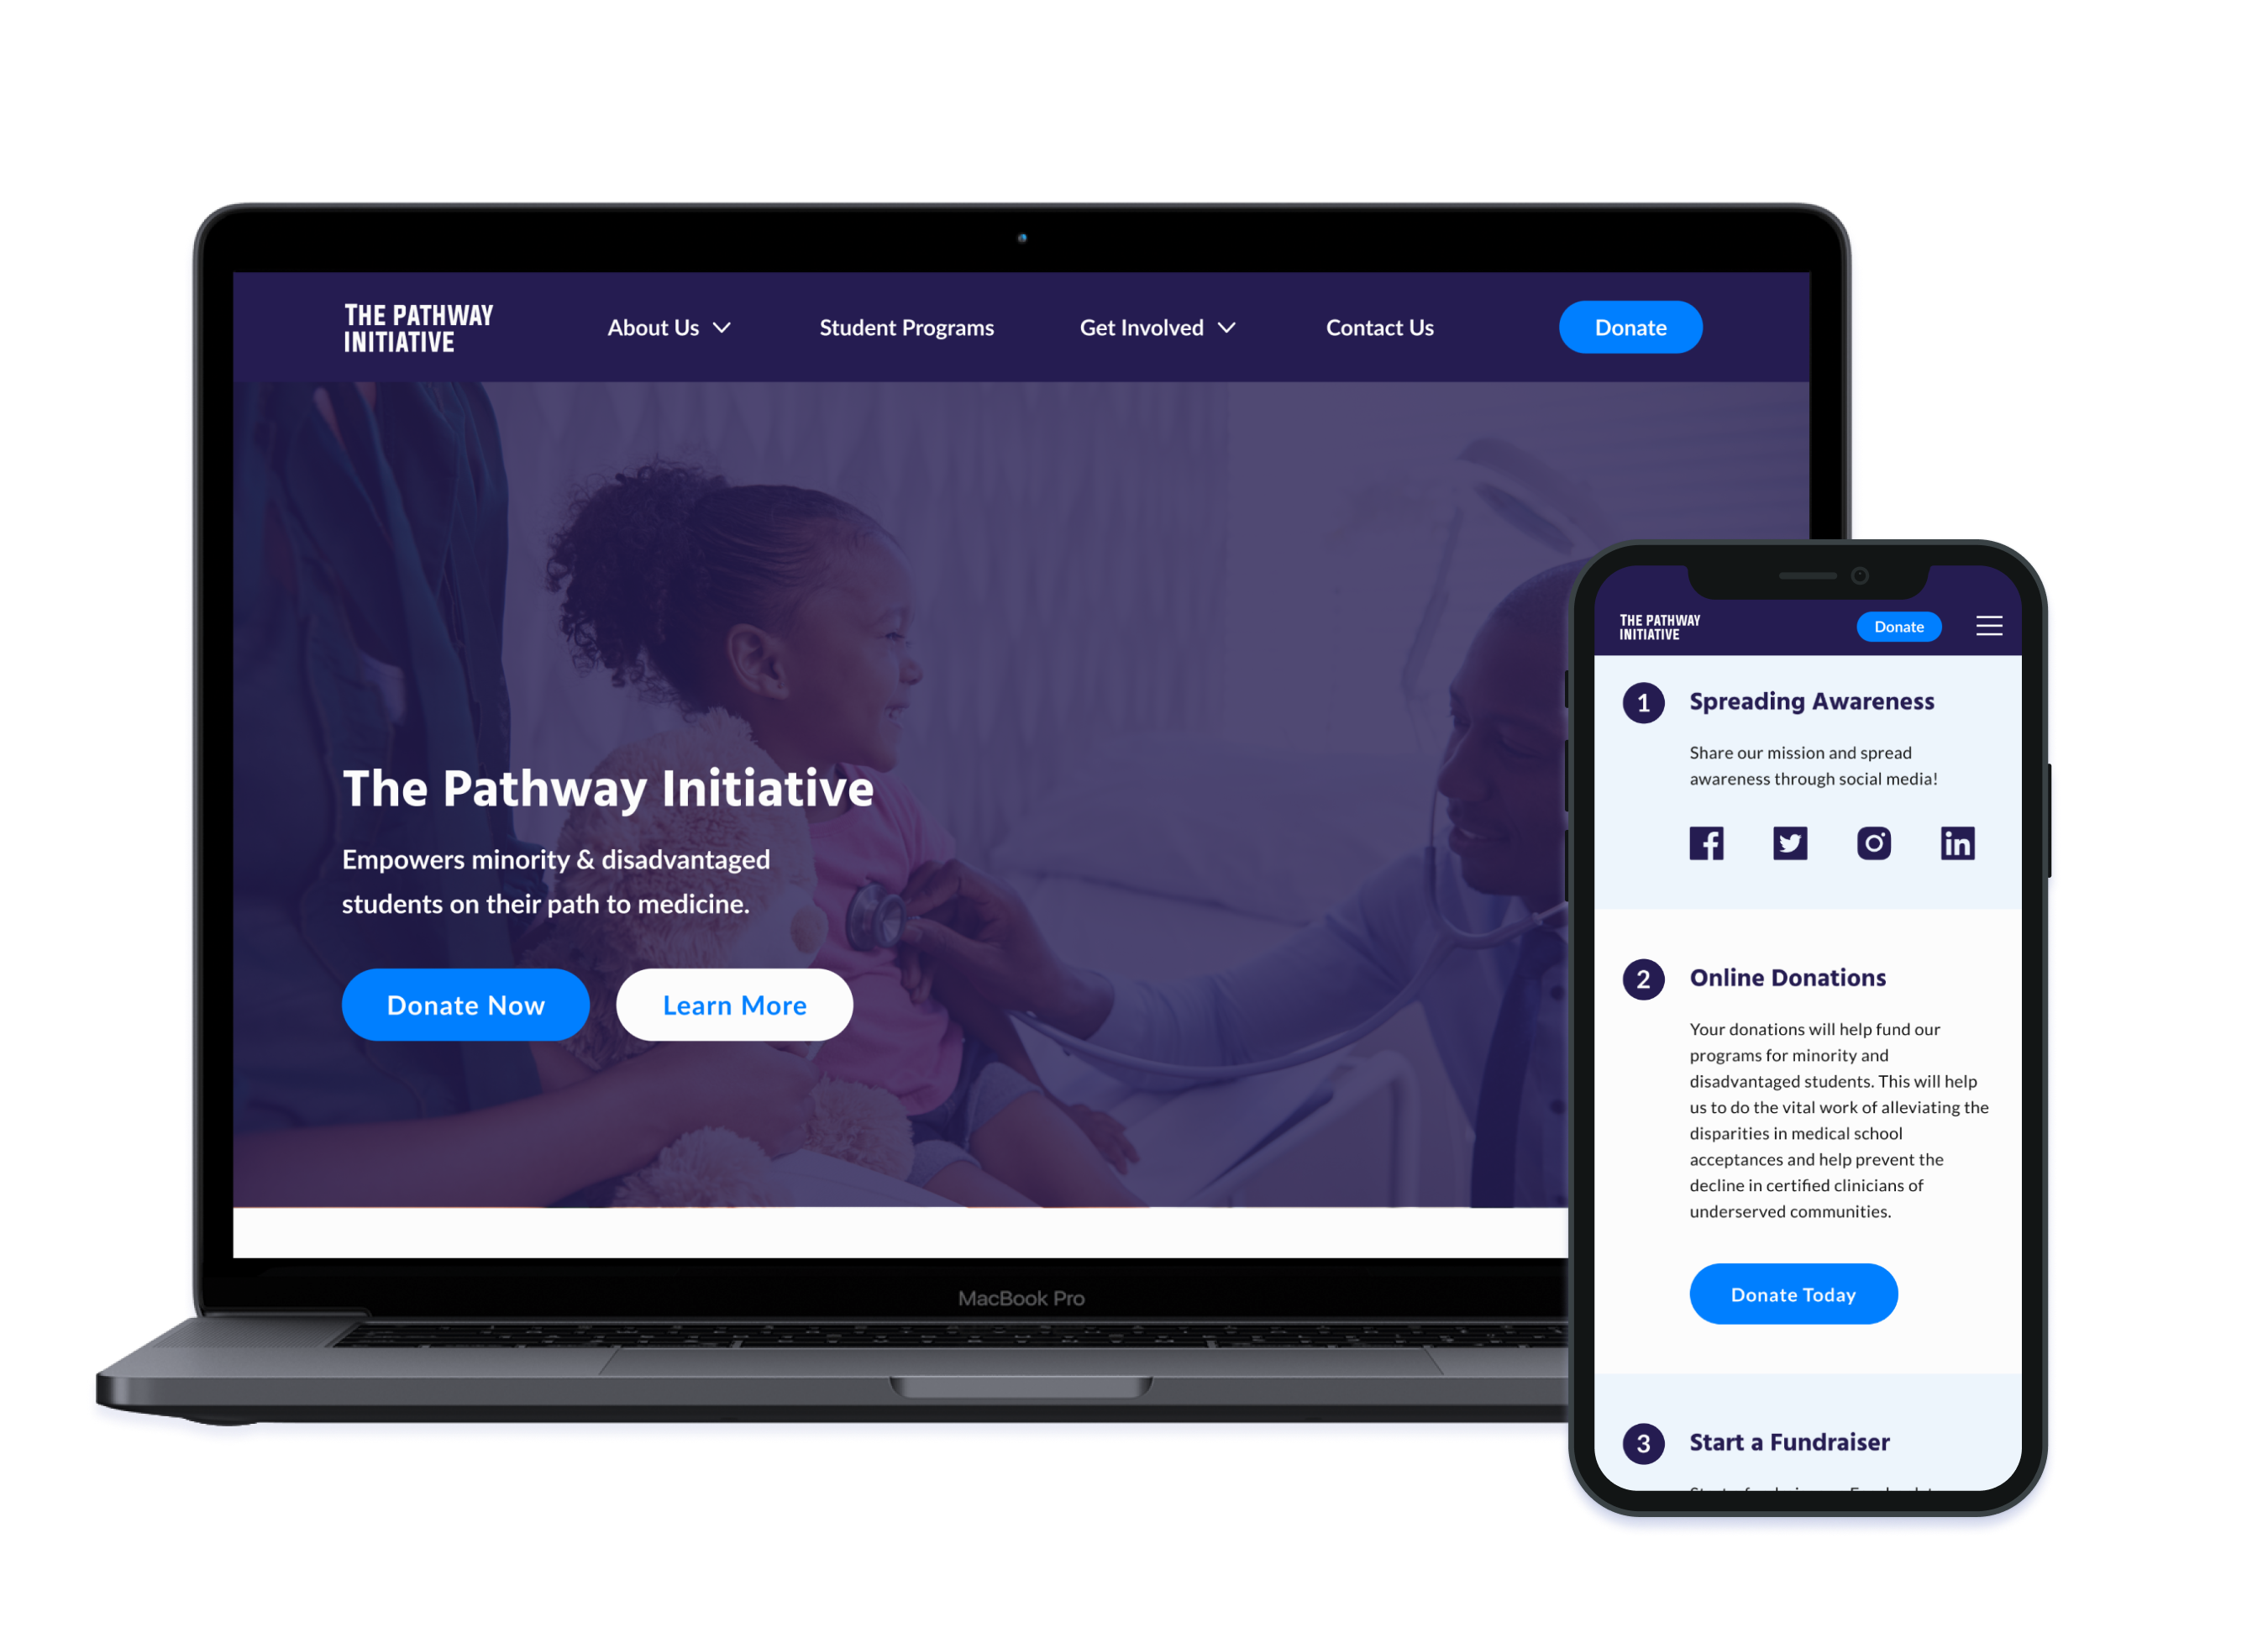 THE PATHWAY
INITIATIVE
About Us
Student Programs
Get Involved
Contact Us
Donate
The Pathway Initiative
Empowers minority & disadvantaged
students on their path to medicine.
Donate Now
Learn More
MacBook Pro
THE PATHWAY
INITIATIVE
Donate
1
Spreading Awareness
Share our mission and spread
awareness through social media!
2
Online Donations
Your donations will help fund our
programs for minority and
disadvantaged students. This will help
us to do the vital work of alleviating the
disparities in medical school
acceptances and help prevent the
decline in certified clinicians of
underserved communities.
Donate Today
3
Start a Fundraiser